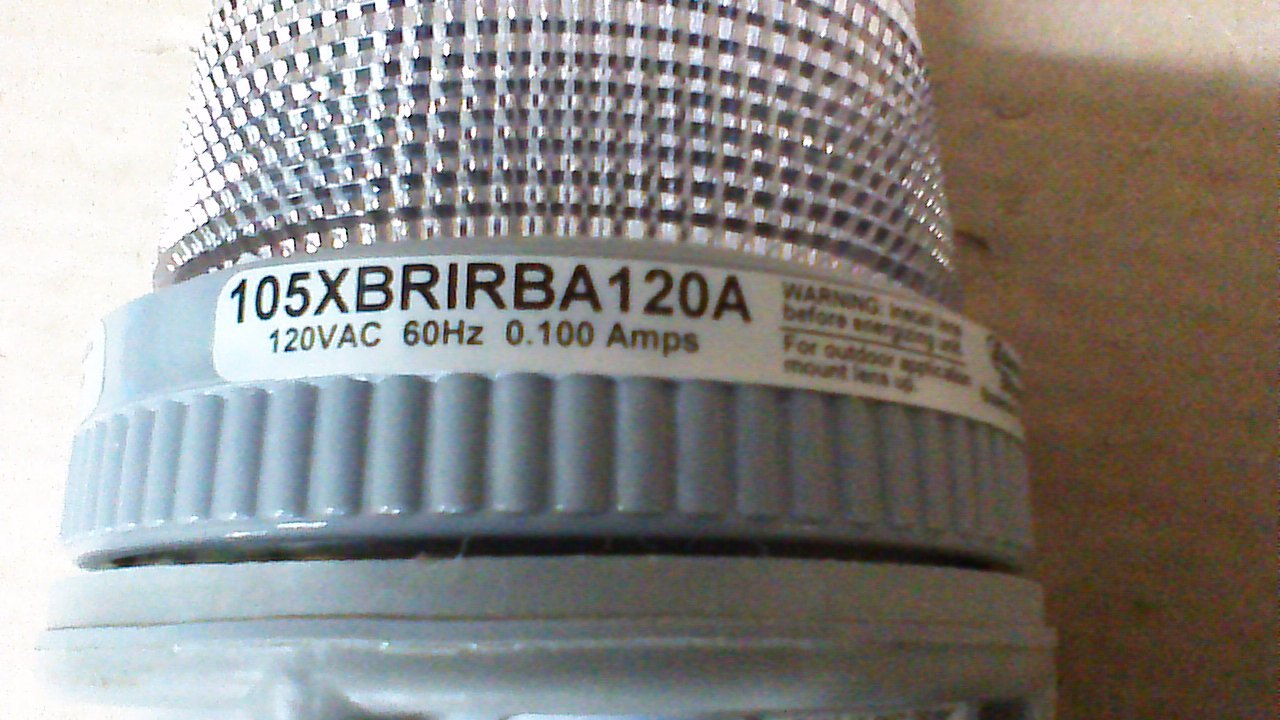 105XBRIRBA120A
120VAC 60Hz 0.100 Amps
WARNING: install lens
before energizing unit.
For outdoor application
mount lens up.